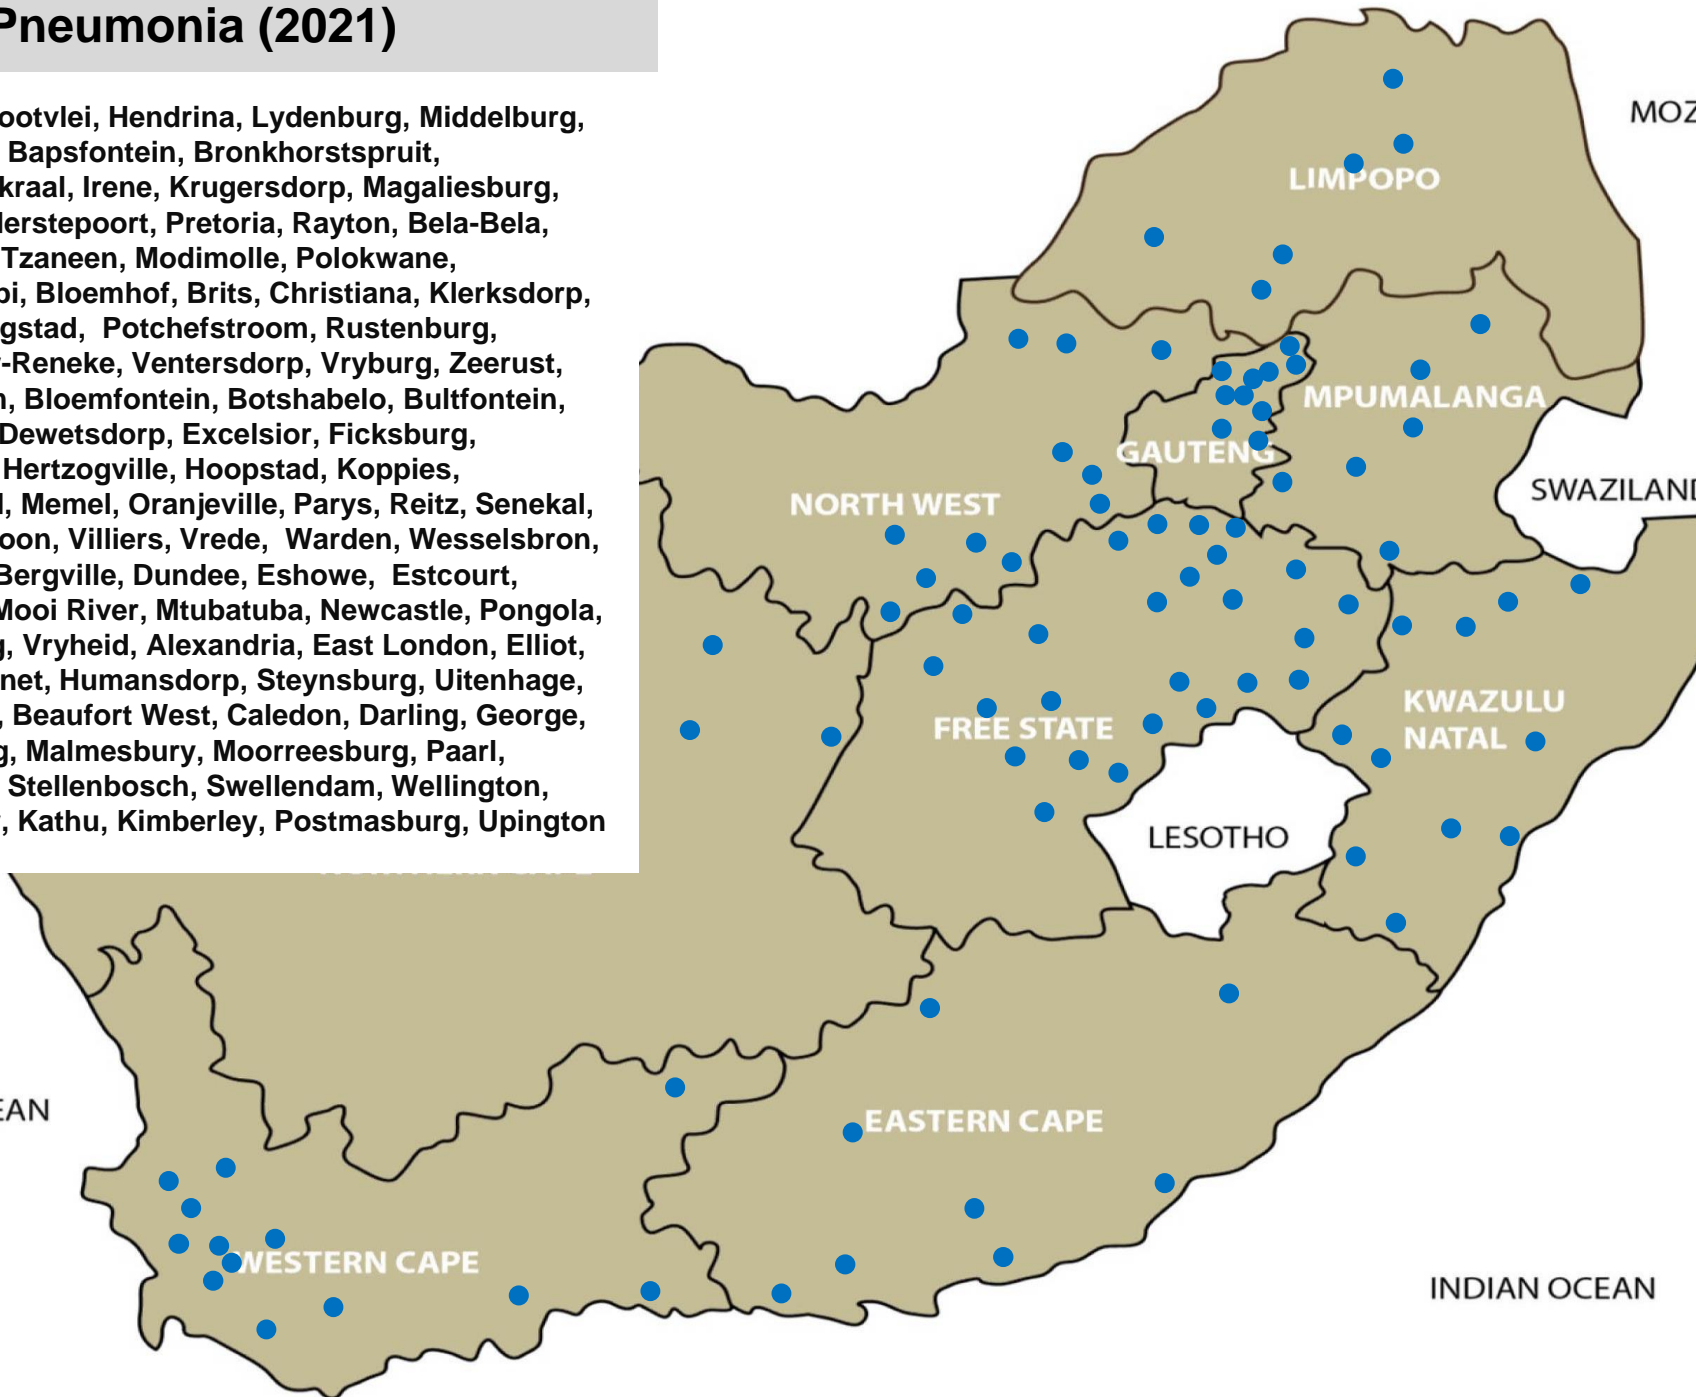 Pneumonia (2021)
ootvlei, Hendrina, Lydenburg, Middelburg,
Bapsfontein, Bronkhorstspruit,
kraal, Irene, Krugersdorp, Magaliesburg,
derstepoort, Pretoria, Rayton, Bela-Bela,
Tzaneen, Modimolle, Polokwane,
bi, Bloemhof, Brits, Christiana, Klerksdorp,
gstad, Potchefstroom, Rustenburg,
-Reneke, Ventersdorp, Vryburg, Zeerust,
n, Bloemfontein, Botshabelo, Bultfontein,
Dewetsdorp, Excelsior, Ficksburg,
Hertzogville, Hoopstad, Koppies,
l, Memel, Oranjeville, Parys, Reitz, Senekal,
oon, Villiers, Vrede, Warden, Wesselsbron,
Bergville, Dundee, Eshowe, Estcourt,
Mooi River, Mtubatuba, Newcastle, Pongola,
g, Vryheid, Alexandria, East London, Elliot,
net, Humansdorp, Steynsburg, Uitenhage,
, Beaufort West, Caledon, Darling, George,
g, Malmesbury, Moorreesburg, Paarl,
Stellenbosch, Swellendam, Wellington,
, Kathu, Kimberley, Postmasburg, Upington
MOZ
LIMPOPO
MPUMALANGA
GAUTENG
SWAZILAND
NORTH WEST
KWAZULU
NATAL
FREE STATE
LESOTHO
EASTERN CAPE
EAN
WESTERN CAPE
INDIAN OCEAN